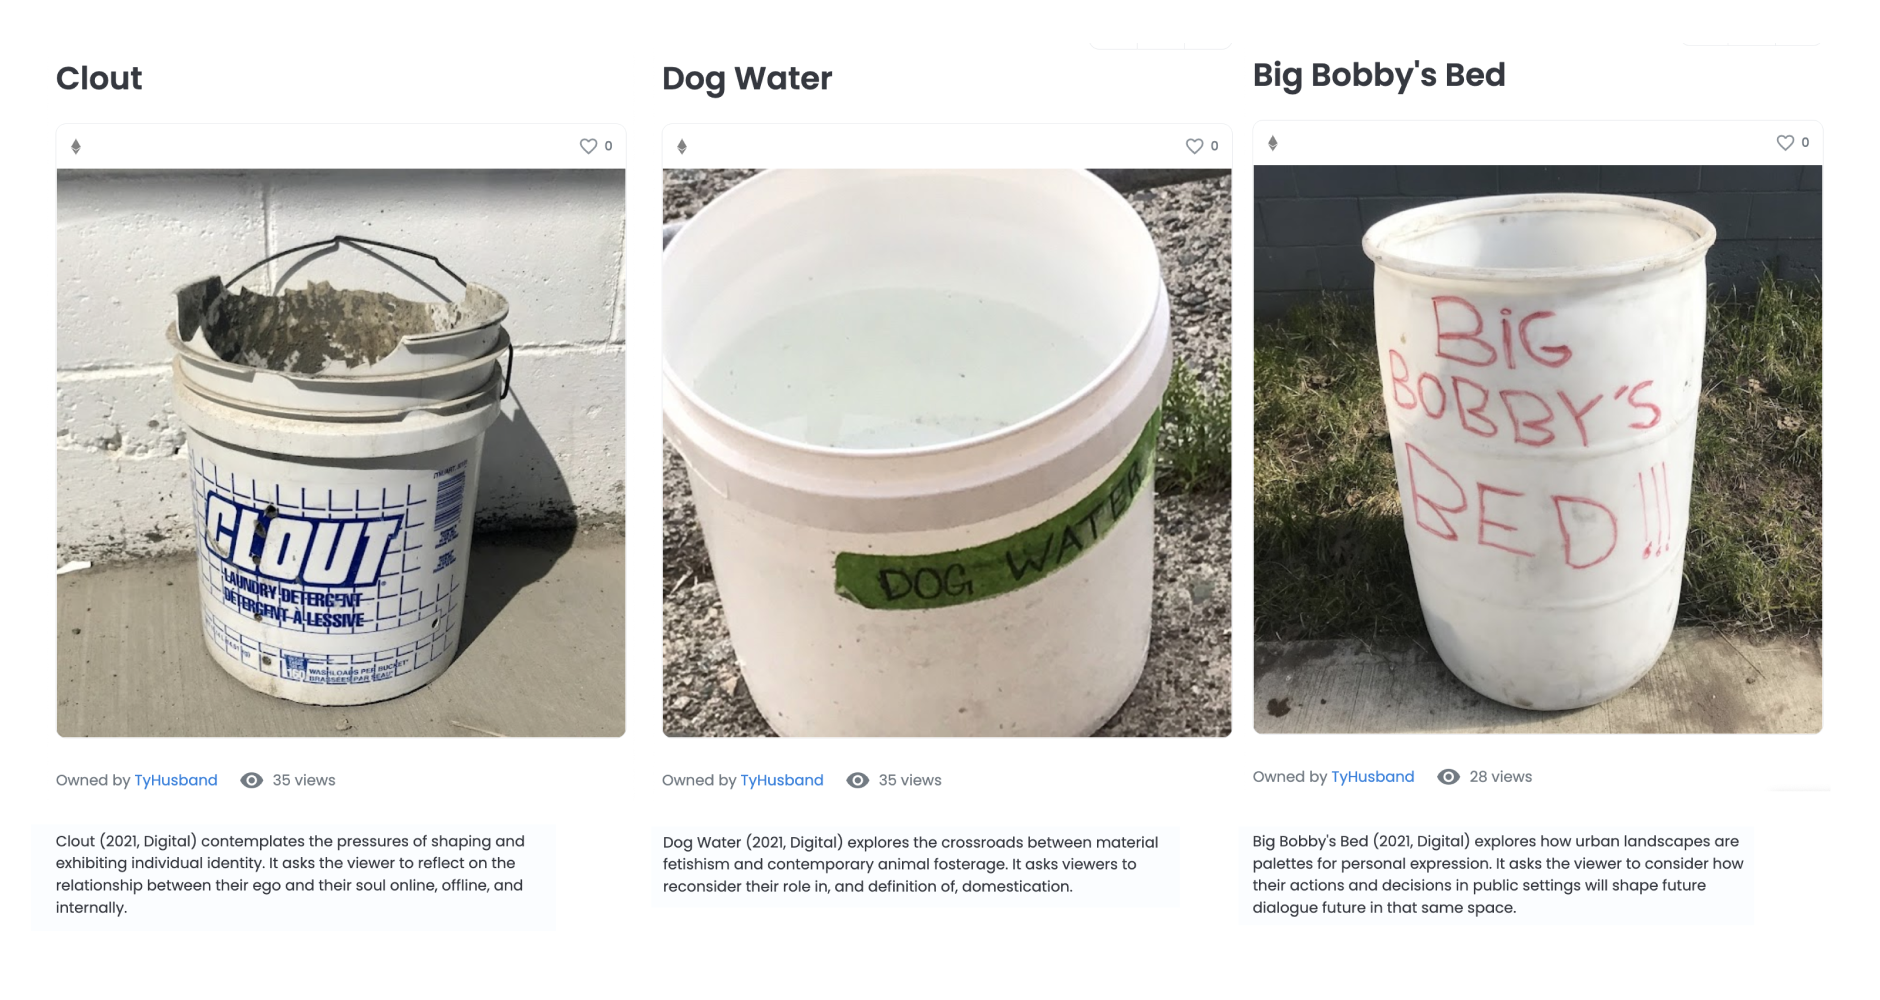 Clout
0
CLOUT
LAUNDRY DETERGENT
DÉTERGENT À LESSIVE
WASHLOADS PER BUCKET*
BRASSÉES PAR SEAU*
Owned by TyHusband 35 views
Clout (2021, Digital) contemplates the pressures of shaping and
exhibiting individual identity. It asks the viewer to reflect on the
relationship between their ego and their soul online, offline, and
internally.
Dog Water
0
DOG WATER
Owned by TyHusband 35 views
Dog Water (2021, Digital) explores the crossroads between material
fetishism and contemporary animal fosterage. It asks viewers to
reconsider their role in, and definition of, domestication.
Big Bobby's Bed
0
BiG
BOBBY'S
BED!!!
Owned by TyHusband 28 views
Big Bobby's Bed (2021, Digital) explores how urban landscapes are
palettes for personal expression. It asks the viewer to consider how
their actions and decisions in public settings will shape future
dialogue future in that same space.